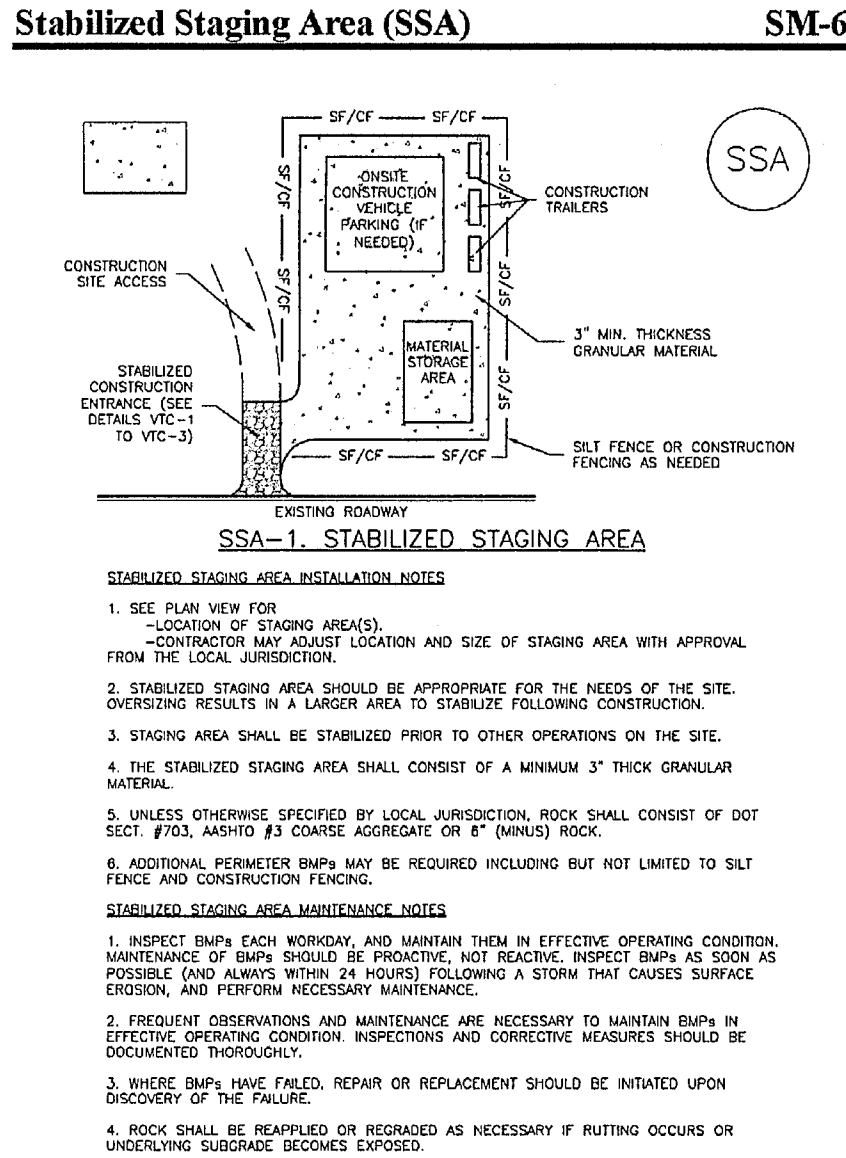 Stabilized Staging Area (SSA) SM-6
SF/CF SF/CF
SSA
SF/CF
ONSITE
CONSTRUCTION
VEHICLE
PARKING (IF
NEEDED)
SF/CF
CONSTRUCTION
TRAILERS
CONSTRUCTION
SITE ACCESS
SF/CF
SF/CF
3" MIN. THICKNESS
GRANULAR MATERIAL
MATERIAL
STORAGE
AREA
STABILIZED
CONSTRUCTION
ENTRANCE (SEE
DETAILS VTC-1
TO VTC-3)
SF/CF
SF/CF SF/CF
SILT FENCE OR CONSTRUCTION
FENCING AS NEEDED
EXISTING ROADWAY
SSA-1. STABILIZED STAGING AREA
STABILIZED STAGING AREA INSTALLATION NOTES
1. SEE PLAN VIEW FOR
-LOCATION OF STAGING AREA(S).
-CONTRACTOR MAY ADJUST LOCATION AND SIZE OF STAGING AREA WITH APPROVAL
FROM THE LOCAL JURISDICTION.
2. STABILIZED STAGING AREA SHOULD BE APPROPRIATE FOR THE NEEDS OF THE SITE.
OVERSIZING RESULTS IN A LARGER AREA TO STABILIZE FOLLOWING CONSTRUCTION.
3. STAGING AREA SHALL BE STABILIZED PRIOR TO OTHER OPERATIONS ON THE SITE.
4. THE STABILIZED STAGING AREA SHALL CONSIST OF A MINIMUM 3" THICK GRANULAR
MATERIAL.
5. UNLESS OTHERWISE SPECIFIED BY LOCAL JURISDICTION, ROCK SHALL CONSIST OF DOT
SECT. #703, AASHTO #3 COARSE AGGREGATE OR 6" (MINUS) ROCK.
6. ADDITIONAL PERIMETER BMPs MAY BE REQUIRED INCLUDING BUT NOT LIMITED TO SILT
FENCE AND CONSTRUCTION FENCING.
STABILIZED STAGING AREA MAINTENANCE NOTES
1. INSPECT BMPs EACH WORKDAY, AND MAINTAIN THEM IN EFFECTIVE OPERATING CONDITION.
MAINTENANCE OF BMPs SHOULD BE PROACTIVE, NOT REACTIVE. INSPECT BMPs AS SOON AS
POSSIBLE (AND ALWAYS WITHIN 24 HOURS) FOLLOWING A STORM THAT CAUSES SURFACE
EROSION, AND PERFORM NECESSARY MAINTENANCE.
2. FREQUENT OBSERVATIONS AND MAINTENANCE ARE NECESSARY TO MAINTAIN BMPs IN
EFFECTIVE OPERATING CONDITION. INSPECTIONS AND CORRECTIVE MEASURES SHOULD BE
DOCUMENTED THOROUGHLY.
3. WHERE BMPs HAVE FAILED, REPAIR OR REPLACEMENT SHOULD BE INITIATED UPON
DISCOVERY OF THE FAILURE.
4. ROCK SHALL BE REAPPLIED OR REGRADED AS NECESSARY IF RUTTING OCCURS OR
UNDERLYING SUBGRADE BECOMES EXPOSED.